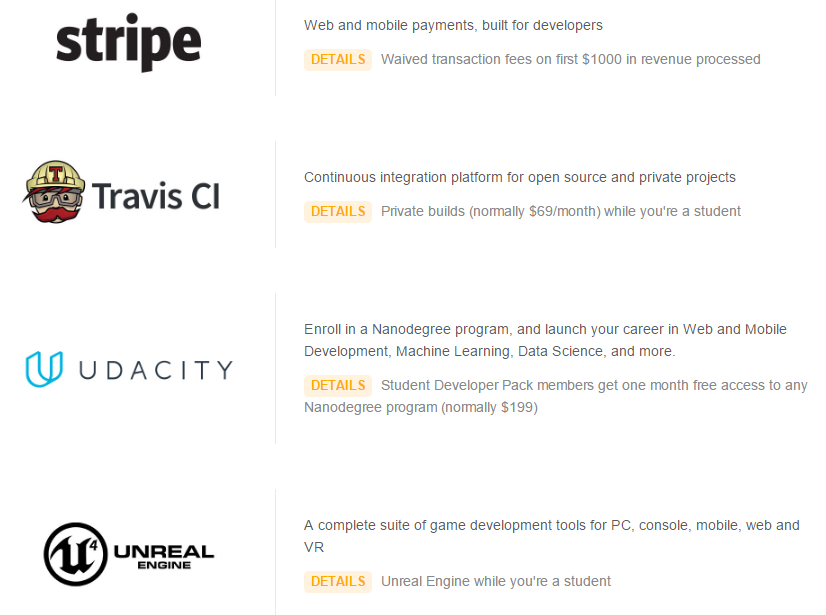 stripe
Web and mobile payments, built for developers
DETAILS Waived transaction fees on first $1000 in revenue processed
T
Travis CI
Continuous integration platform for open source and private projects
DETAILS Private builds (normally $69/month) while you're a student
UDACITY
Enroll in a Nanodegree program, and launch your career in Web and Mobile
Development, Machine Learning, Data Science, and more.
DETAILS Student Developer Pack members get one month free access to any
Nanodegree program (normally $199)
U4
UNREAL
ENGINE
A complete suite of game development tools for PC, console, mobile, web and
VR
DETAILS Unreal Engine while you're a student